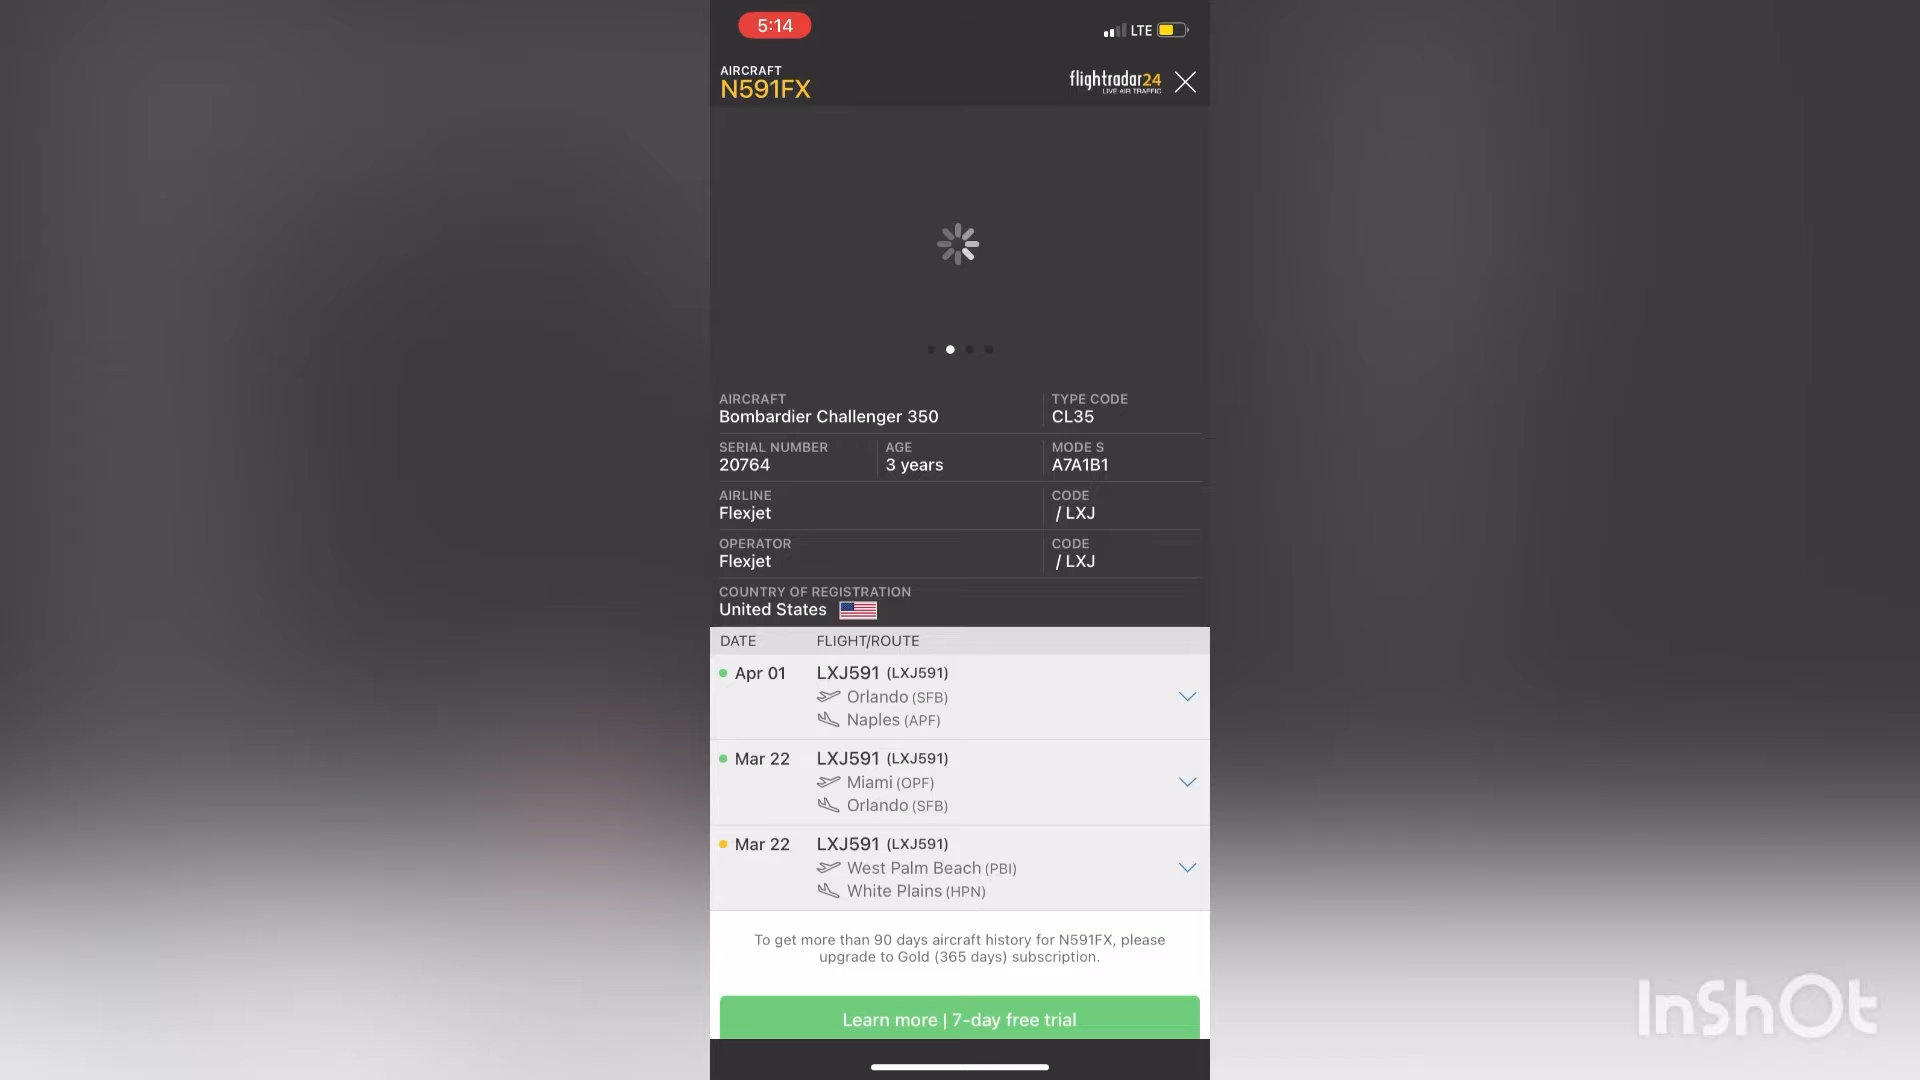 5:14
LTE
AIRCRAFT
N591FX
flightradar24
LIVE AIR TRAFFIC
AIRCRAFT
Bombardier Challenger 350
TYPE CODE
CL35
SERIAL NUMBER
20764
AGE
3 years
MODE S
A7A1B1
AIRLINE
Flexjet
CODE
/ LXJ
OPERATOR
Flexjet
CODE
/ LXJ
COUNTRY OF REGISTRATION
United States
DATE FLIGHT/ROUTE
Apr 01 LXJ591 (LXJ591)
Orlando (SFB)
Naples (APF)
Mar 22 LXJ591 (LXJ591)
Miami (OPF)
Orlando (SFB)
Mar 22 LXJ591 (LXJ591)
West Palm Beach (PBI)
White Plains (HPN)
To get more than 90 days aircraft history for N591FX, please
upgrade to Gold (365 days) subscription.
Learn more | 7-day free trial
InShOt